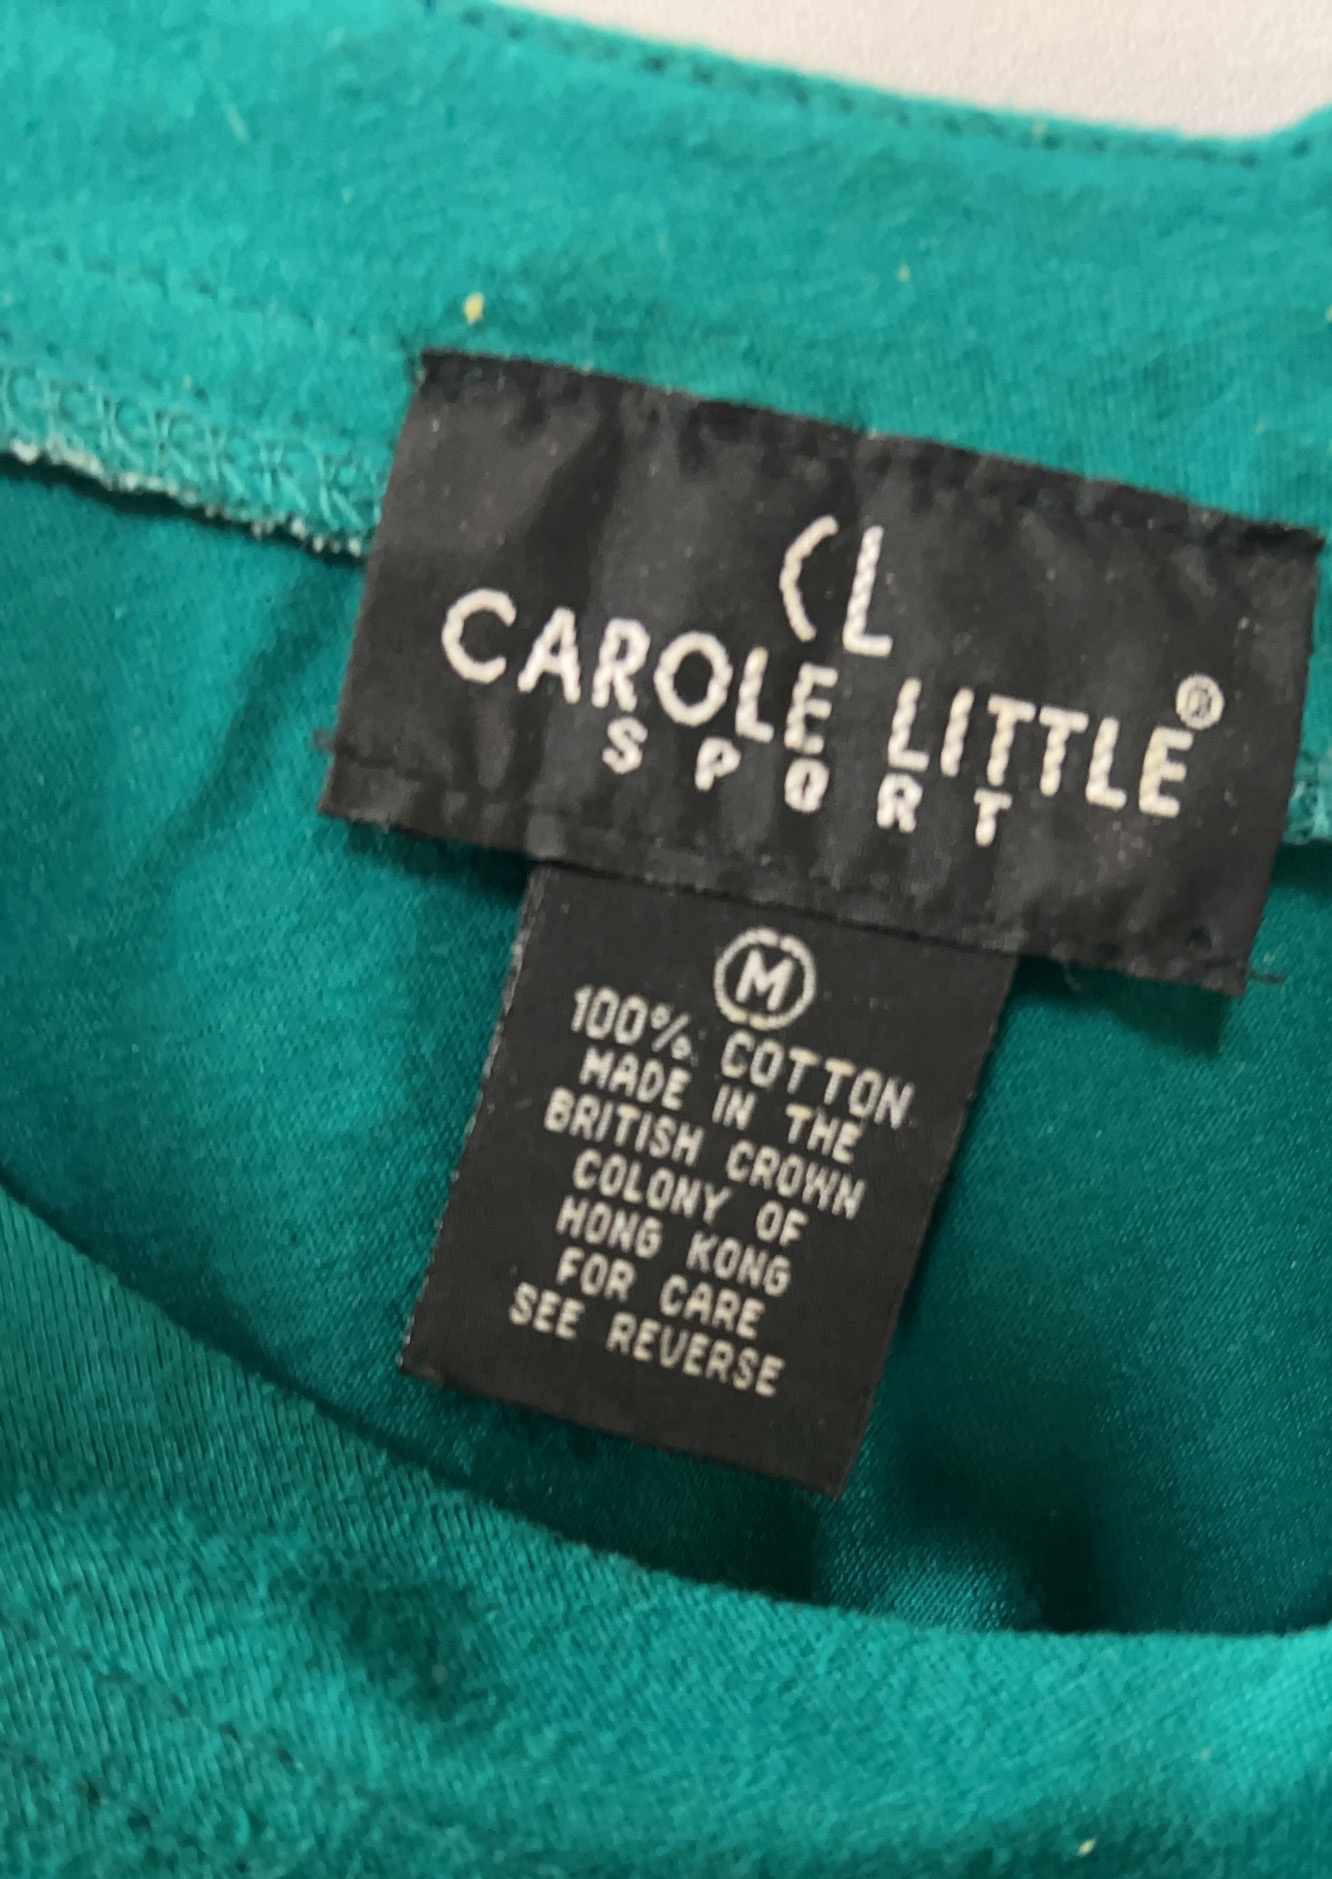 CL
CAROLE LITTLE®
SPORT
M
100% COTTON
MADE IN THE
BRITISH CROWN
COLONY OF
HONG KONG
FOR CARE
SEE REVERSE